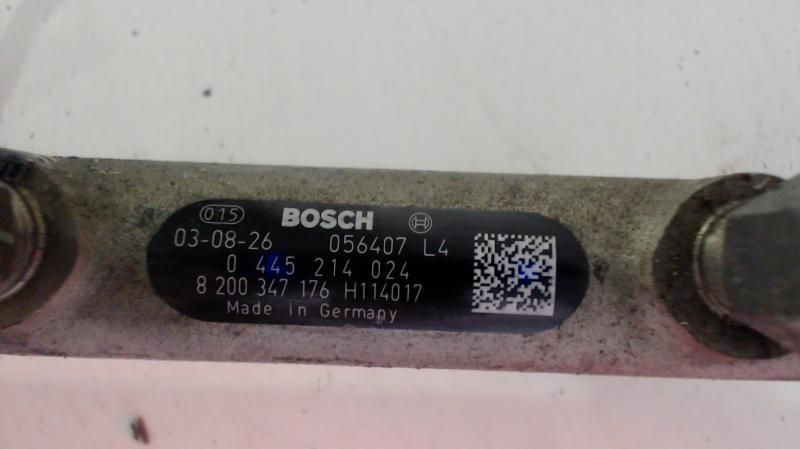 015 BOSCH
03-08-26 056407 L4
0 445 214 024
8 200 347 176 H114017
Made in Germany